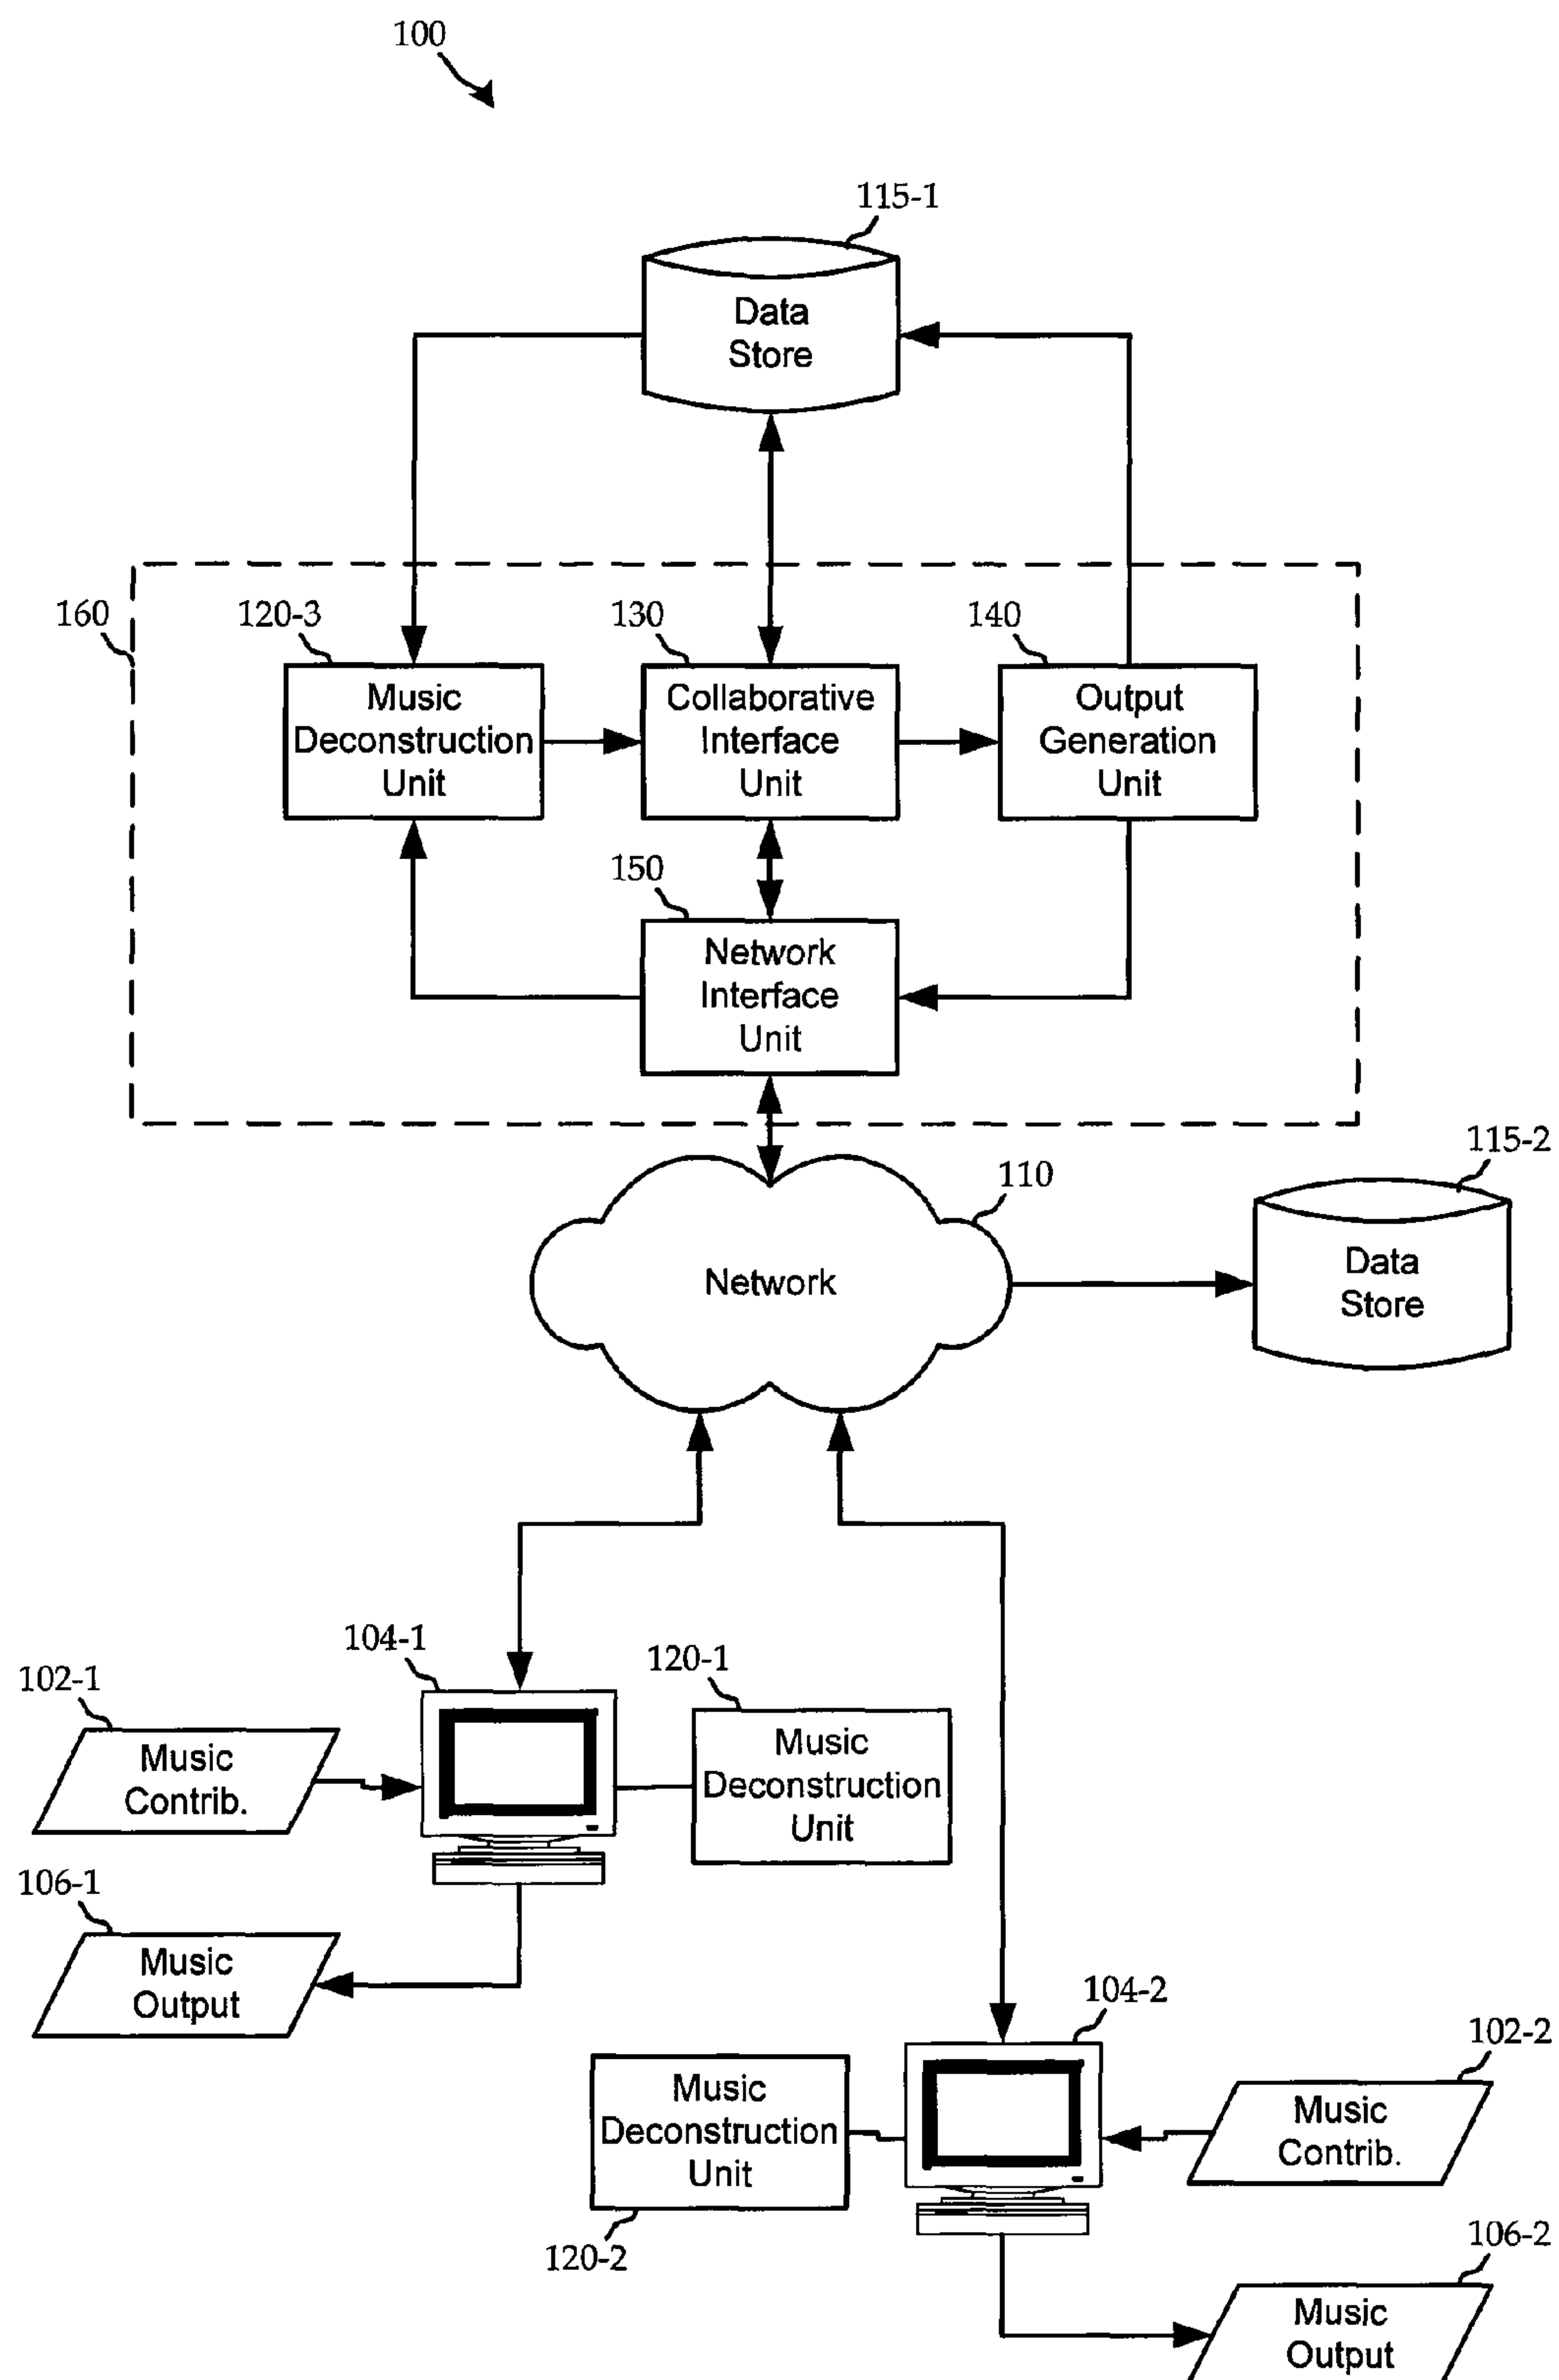 100
115-1
Data
Store
160
120-3
130
140
Music
Deconstruction
Unit
Collaborative
Interface
Unit
Output
Generation
Unit
150
Network
Interface
Unit
115-2
110
Network
Data
Store
104-1
120-1
102-1
Music
Contrib.
Music
Deconstruction
Unit
106-1
Music
Output
104-2
102-2
Music
Deconstruction
Unit
Music
Contrib.
120-2
106-2
Music
Output